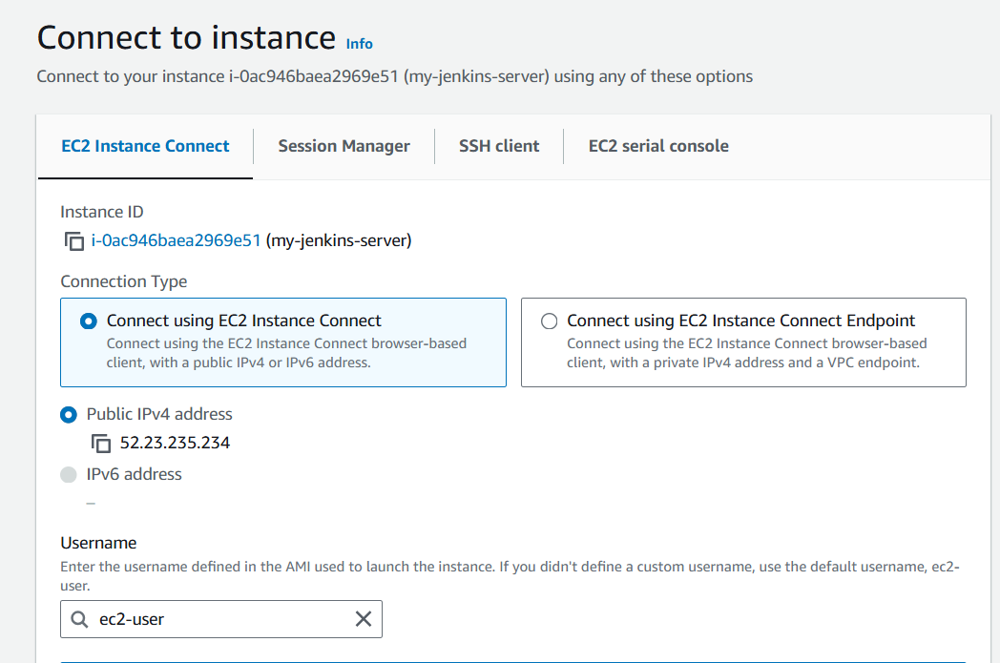 Connect to instance Info
Connect to your instance i-0ac946baea2969e51 (my-jenkins-server) using any of these options
EC2 Instance Connect Session Manager SSH client EC2 serial console
Instance ID
i-0ac946baea2969e51 (my-jenkins-server)
Connection Type
Connect using EC2 Instance Connect
Connect using the EC2 Instance Connect browser-based
client, with a public IPv4 or IPv6 address.
Connect using EC2 Instance Connect Endpoint
Connect using the EC2 Instance Connect browser-based
client, with a private IPv4 address and a VPC endpoint.
Public IPv4 address
52.23.235.234
IPv6 address
–
Username
Enter the username defined in the AMI used to launch the instance. If you didn't define a custom username, use the default username, ec2-
user.
ec2-user